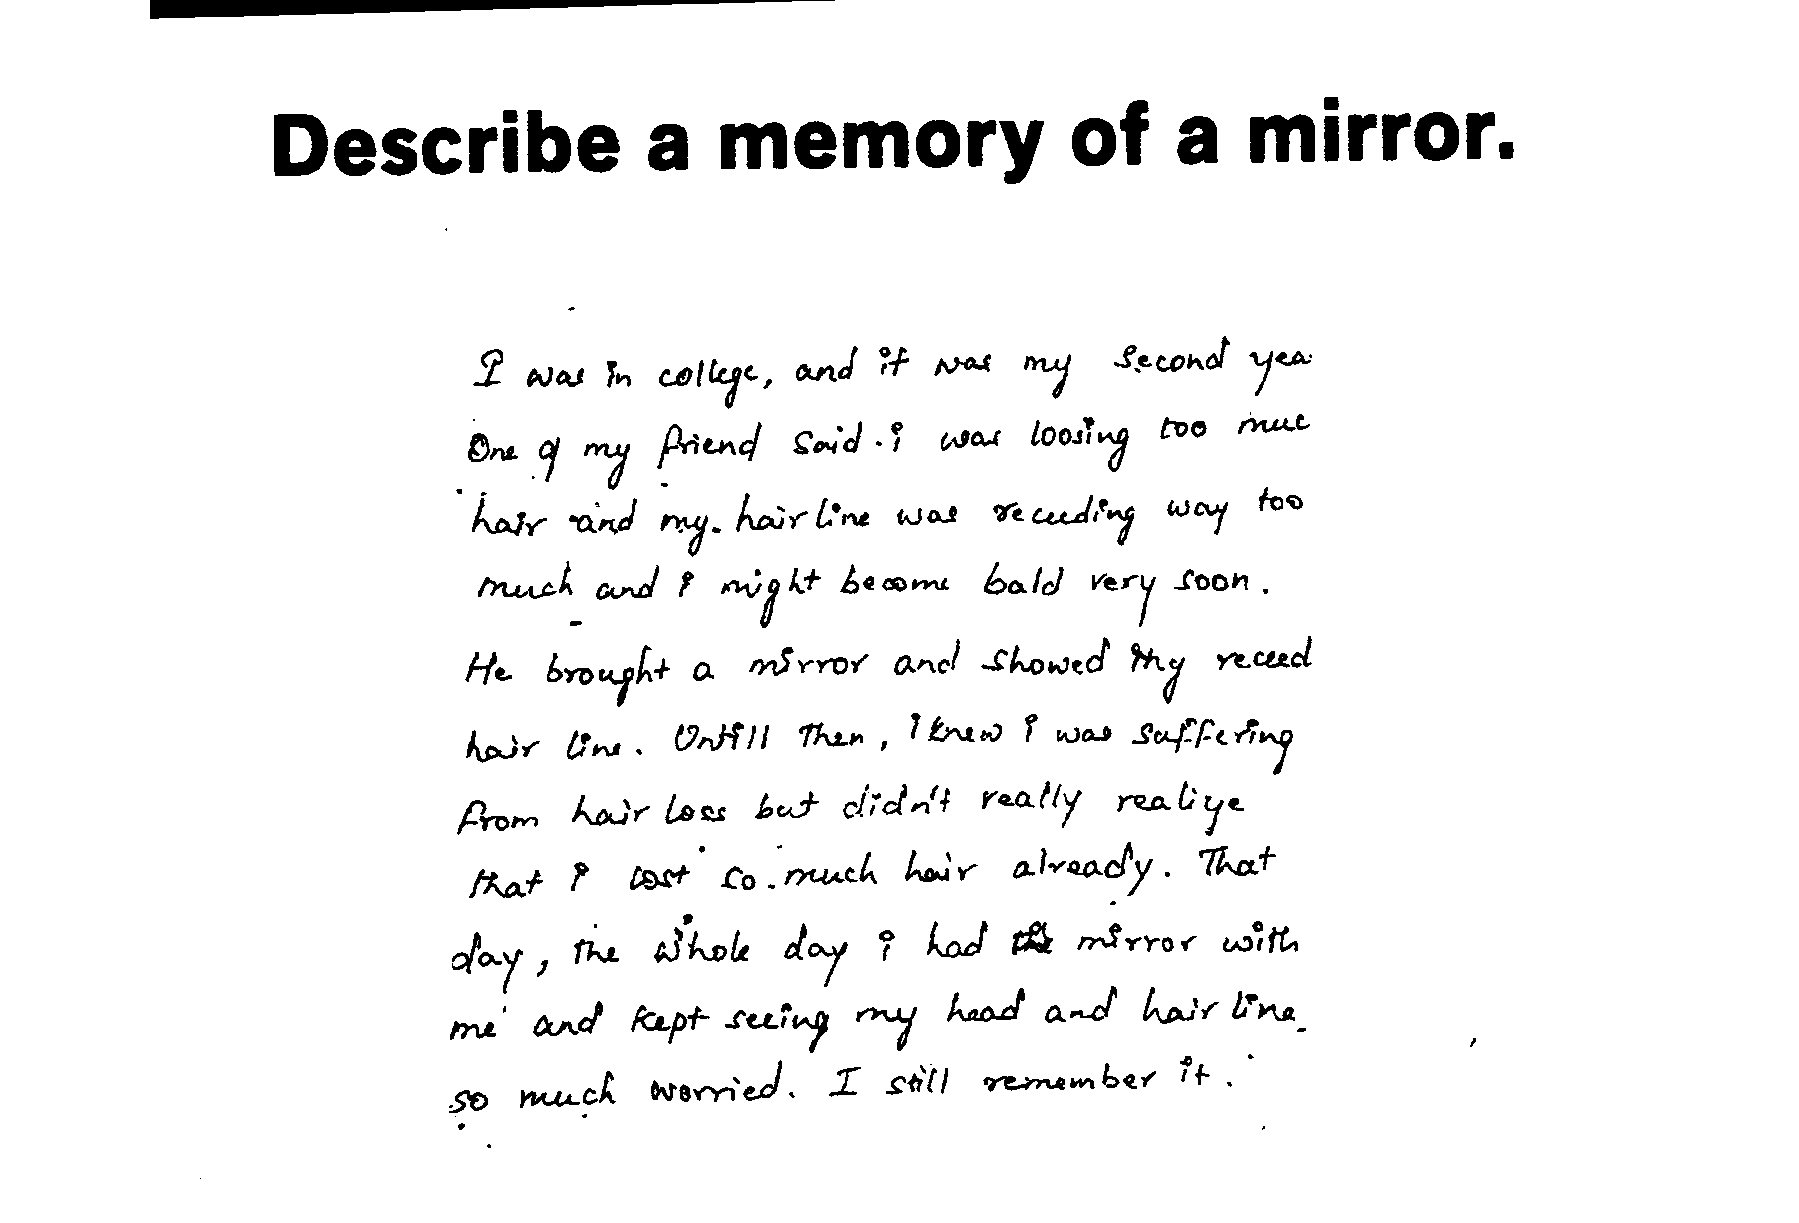 Describe a memory of a mirror.
I was in college, and it was my second yea
One of my friend said i was loosing too muc
hair and my hair line was receeding way too
much and i might become bald very soon.
He brought a mirror and showed my receed
hair line. Untill then, i knew i was suffering
from hair loss but didn't really realize
that i lost so much hair already. That
day, the whole day i had the mirror with
me and kept seeing my head and hair line
so much worried. I still remember it.